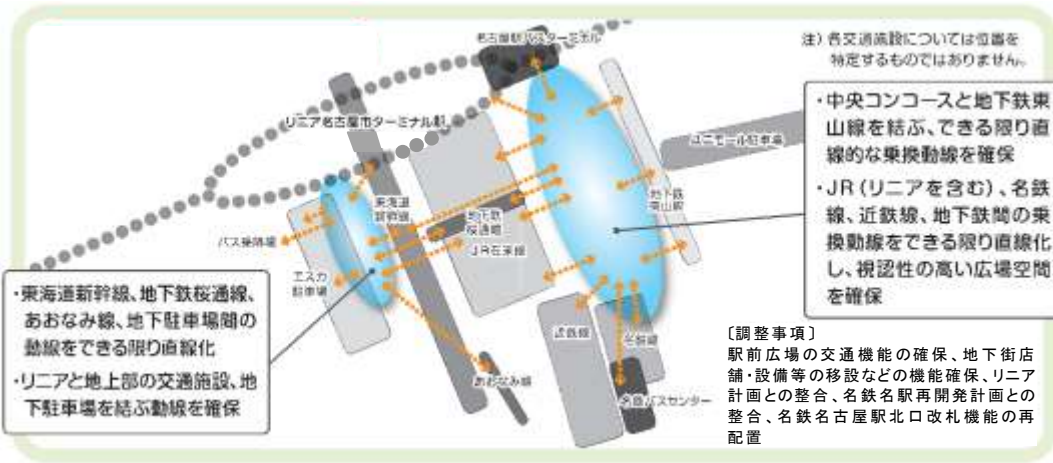 名古屋駅バスターミナル
注）各交通施設については位置を
特定するものではありません。
リニア名古屋市ターミナル駅
ユニモール駐車場
・中央コンコースと地下鉄東
山線を結ぶ、できる限り直
線的な乗換動線を確保
・JR（リニアを含む）、名鉄
線、近鉄線、地下鉄間の乗
換動線をできる限り直線化
し、視認性の高い広場空間
を確保
東海道
新幹線
地下鉄
桜通線
JR在来線
地下鉄
東山線
バス乗降場
エスカ
駐車場
・東海道新幹線、地下鉄桜通線、
あおなみ線、地下駐車場間の
動線をできる限り直線化
・リニアと地上部の交通施設、地
下駐車場を結ぶ動線を確保
近鉄線
名鉄線
あおなみ線
名鉄バスセンター
〔調整事項〕
駅前広場の交通機能の確保、地下街店
舗・設備等の移設などの機能確保、リニア
計画との整合、名鉄名駅再開発計画との
整合、名鉄名古屋駅北口改札機能の再
配置